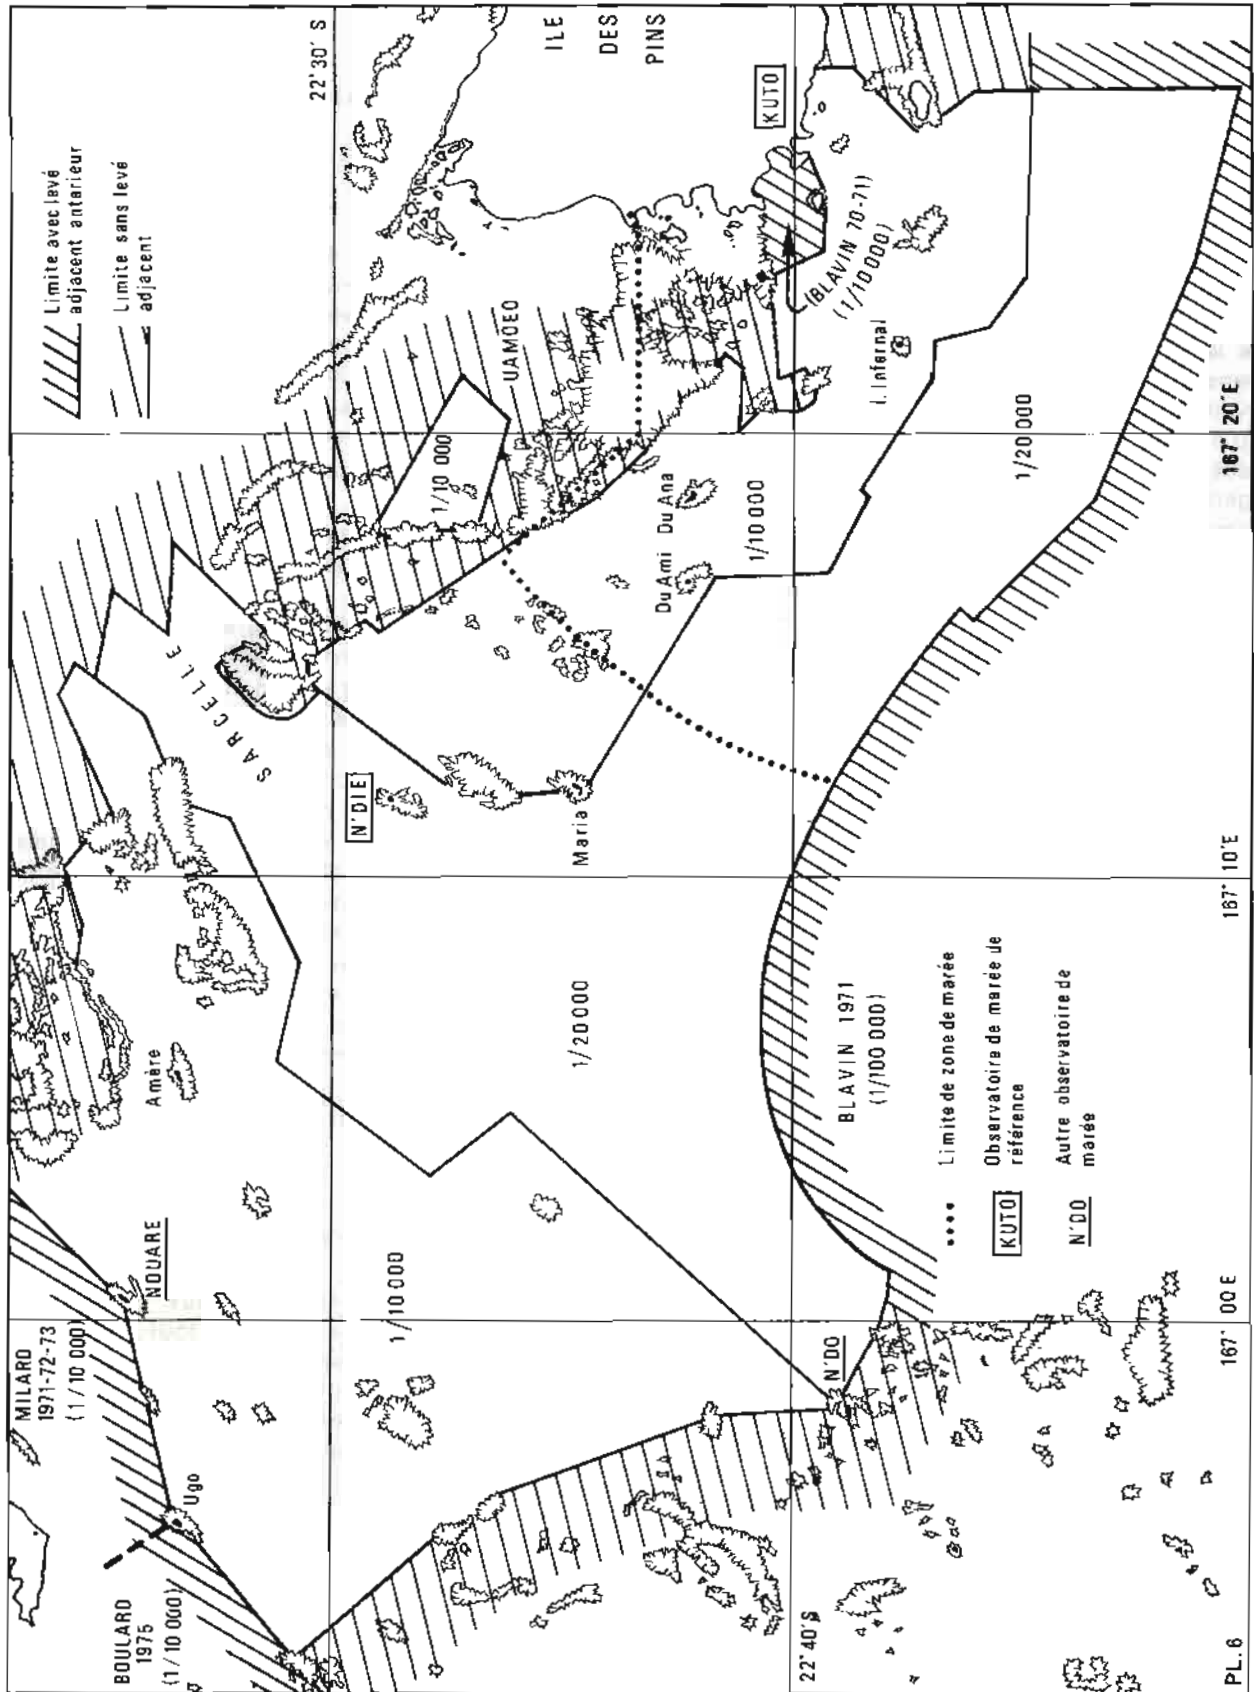 MILARD
1971-72-73
(1/10 000)
BOULARD
1975
(1/10 000)
Ugo
NOUARE
Amère
SARCELLE
N'DIE
Maria
22° 30' S
Limite avec levé
adjacent antérieur
Limite sans levé
adjacent
ILE
DES
PINS
UAMOEO
1/10 000
KUTO
(BLAVIN 70-71)
(1/10 000)
I. Infernal
Du Ami Du Ana
1/10 000
1/20 000
1/20 000
1/10 000
N'DO
BLAVIN 1971
(1/100 000)
Limite de zone de marée
KUTO
Observatoire de marée de
référence
N'DO
Autre observatoire de
marée
22° 40' S
167° 00 E
167° 10'E
167° 20'E
PL. 6